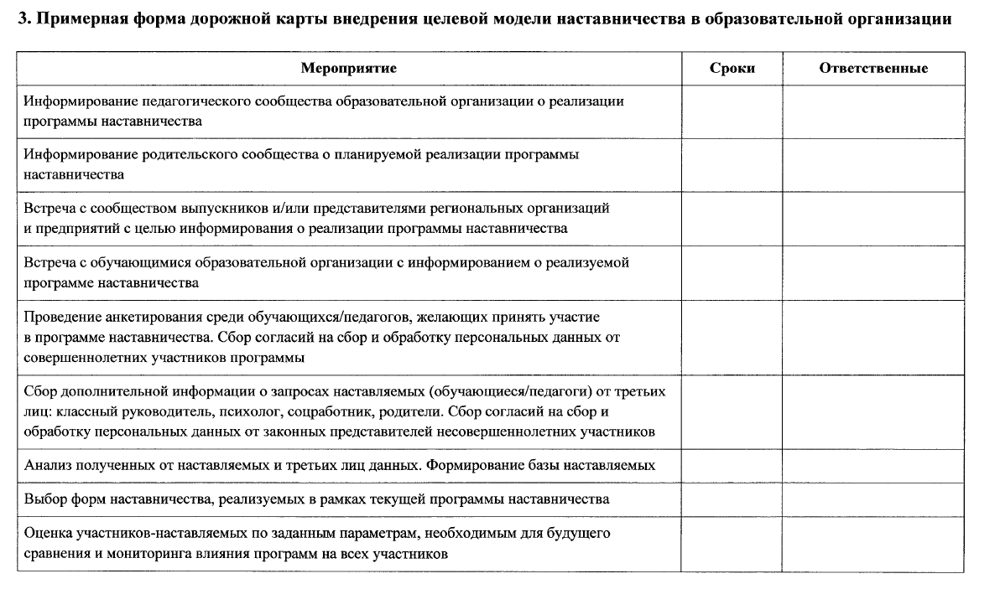 3. Примерная форма дорожной карты внедрения целевой модели наставничества в образовательной организации
Мероприятие
Сроки
Ответственные
Информирование педагогического сообщества образовательной организации о реализации
программы наставничества
Информирование родительского сообщества о планируемой реализации программы
наставничества
Встреча с сообществом выпускников и/или представителями региональных организаций
и предприятий с целью информирования о реализации программы наставничества
Встреча с обучающимися образовательной организации с информированием о реализуемой
программе наставничества
Проведение анкетирования среди обучающихся/педагогов, желающих принять участие
в программе наставничества. Сбор согласий на сбор и обработку персональных данных от
совершеннолетних участников программы
Сбор дополнительной информации о запросах наставляемых (обучающиеся/педагоги) от третьих
лиц: классный руководитель, психолог, соцработник, родители. Сбор согласий на сбор и
обработку персональных данных от законных представителей несовершеннолетних участников
Анализ полученных от наставляемых и третьих лиц данных. Формирование базы наставляемых
Выбор форм наставничества, реализуемых в рамках текущей программы наставничества
Оценка участников-наставляемых по заданным параметрам, необходимым для будущего
сравнения и мониторинга влияния программ на всех участников